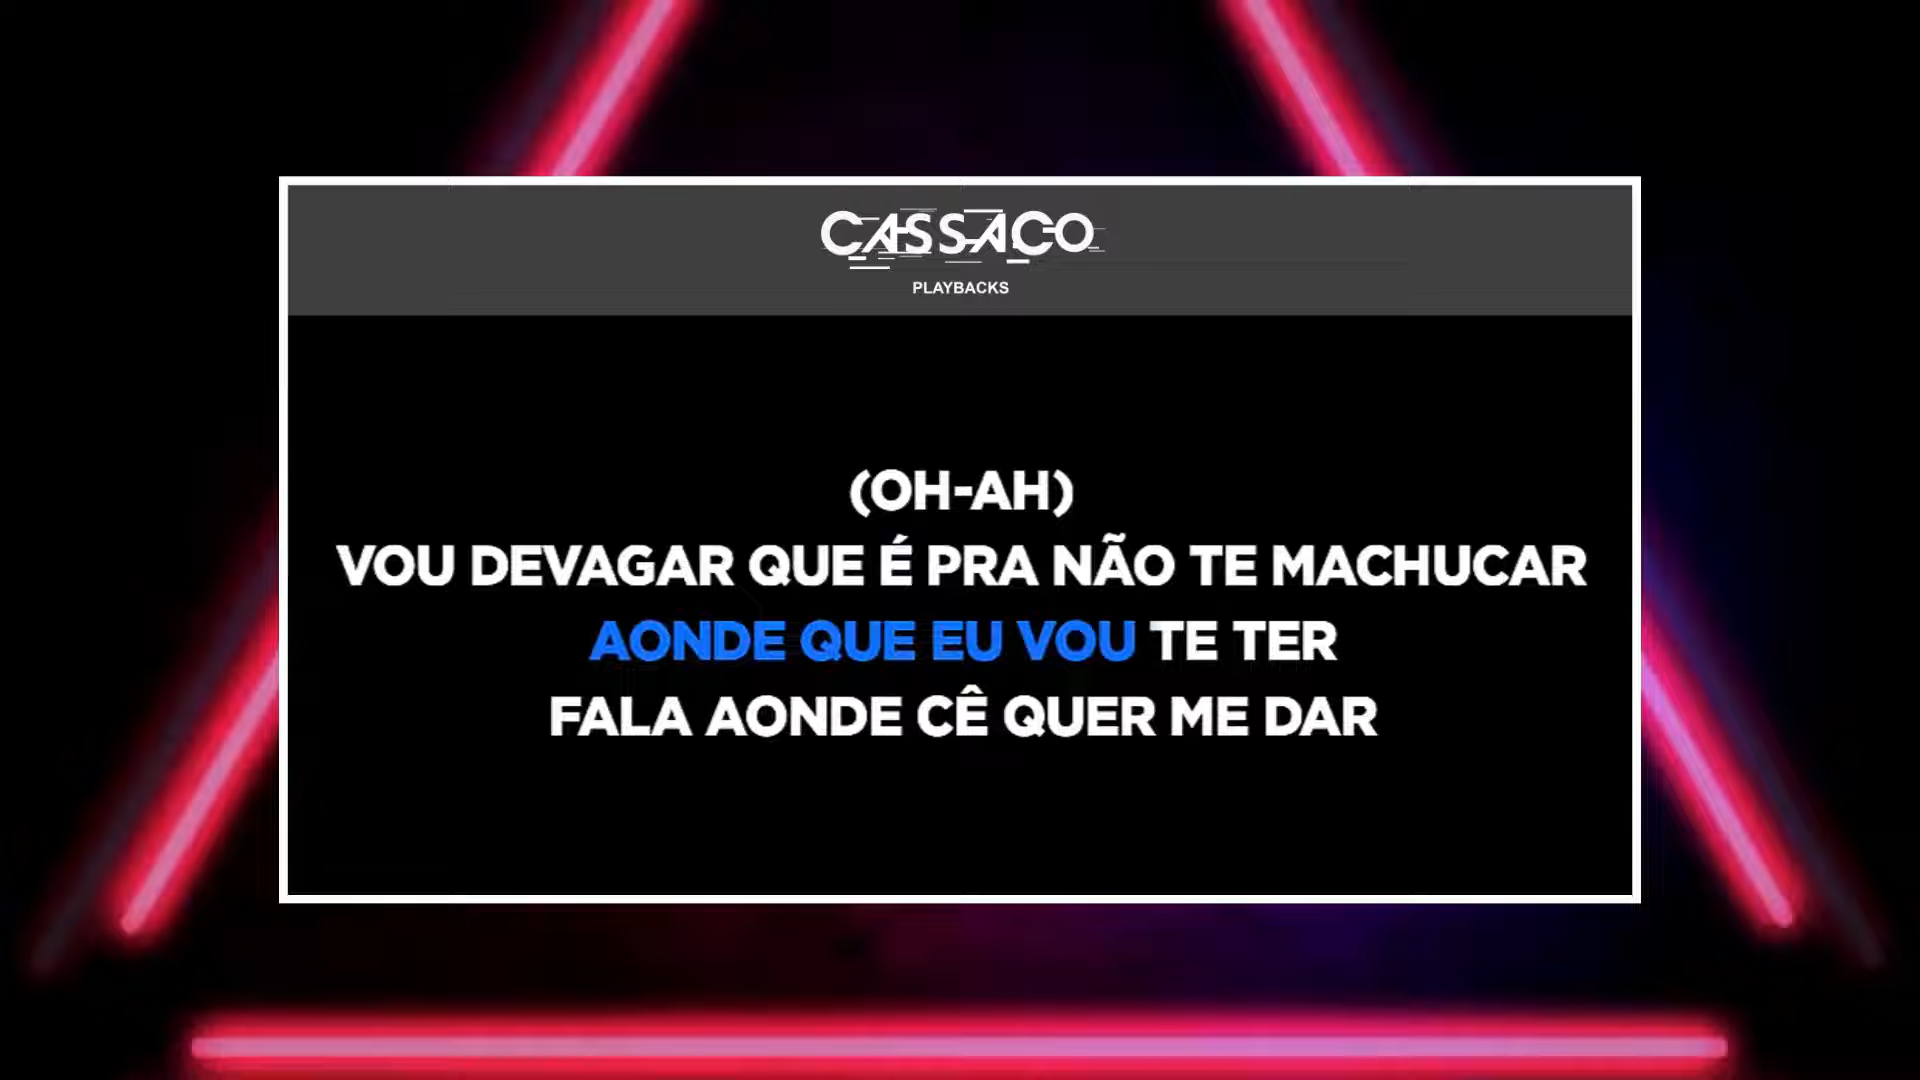 CASSACO
PLAYBACKS
(OH-AH)
VOU DEVAGAR QUE É PRA NÃO TE MACHUCAR
AONDE QUE EU VOU TE TER
FALA AONDE CÊ QUER ME DAR